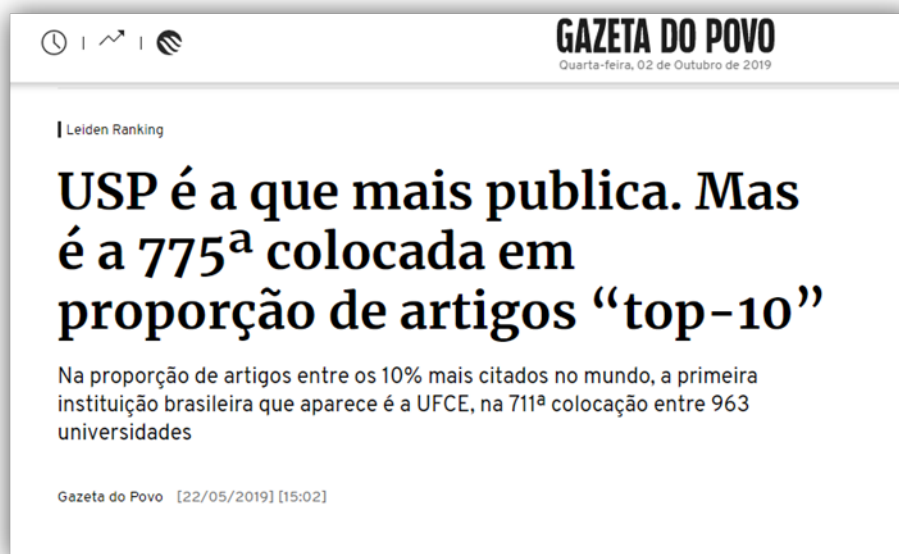 GAZETA DO POVO
Quarta-feira, 02 de Outubro de 2019
Leiden Ranking
USP é a que mais publica. Mas
é a 775ª colocada em
proporção de artigos “top-10”
Na proporção de artigos entre os 10% mais citados no mundo, a primeira
instituição brasileira que aparece é a UFCE, na 711ª colocação entre 963
universidades
Gazeta do Povo [22/05/2019] [15:02]